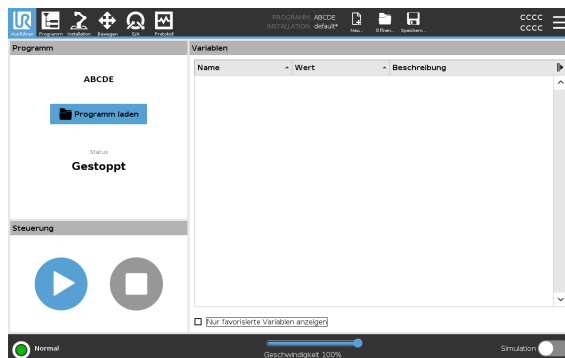 PROGRAMM ABCDE
INSTALLATION default*
CCCC
CCCC
Ausführen Programm Installation Bewegen E/A Protokoll
Neu... Öffnen... Speichern...
Programm
Variablen
Name Wert Beschreibung
ABCDE
Programm laden
Status
Gestoppt
Steuerung
Nur favorisierte Variablen anzeigen
Normal
Geschwindigkeit 100%
Simulation